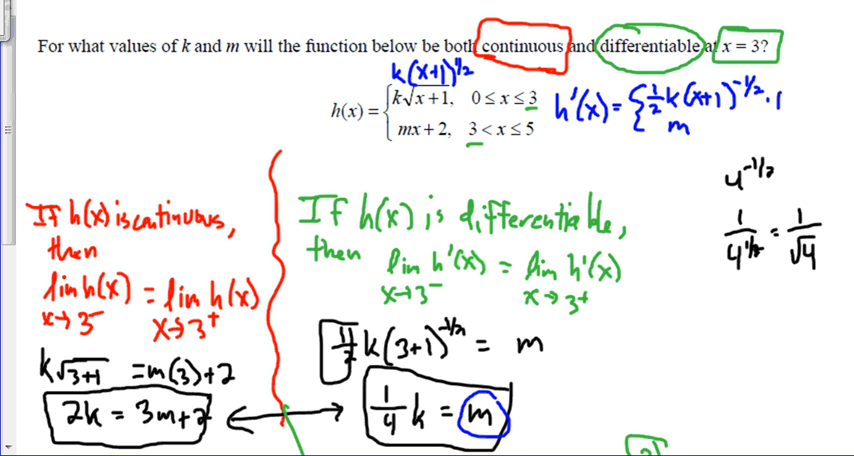 For what values of k and m will the function below be both continuous and differentiable at x = 3?
k(x+1)^1/2
h(x) = { k√x+1, 0 ≤ x ≤ 3
mx + 2, 3 < x ≤ 5
h'(x) = { 1/2 k(x+1)^-1/2 · 1
m
4^-1/2
1/4^1/2 = 1/√4
If h(x) is continuous,
then
lim h(x) = lim h(x)
x→3^- x→3^+
k√3+1 = m(3)+2
2k = 3m+2
If h(x) is differentiable,
then lim h'(x) = lim h'(x)
x→3^- x→3^+
1/2 k(3+1)^-1/2 = m
1/4 k = m